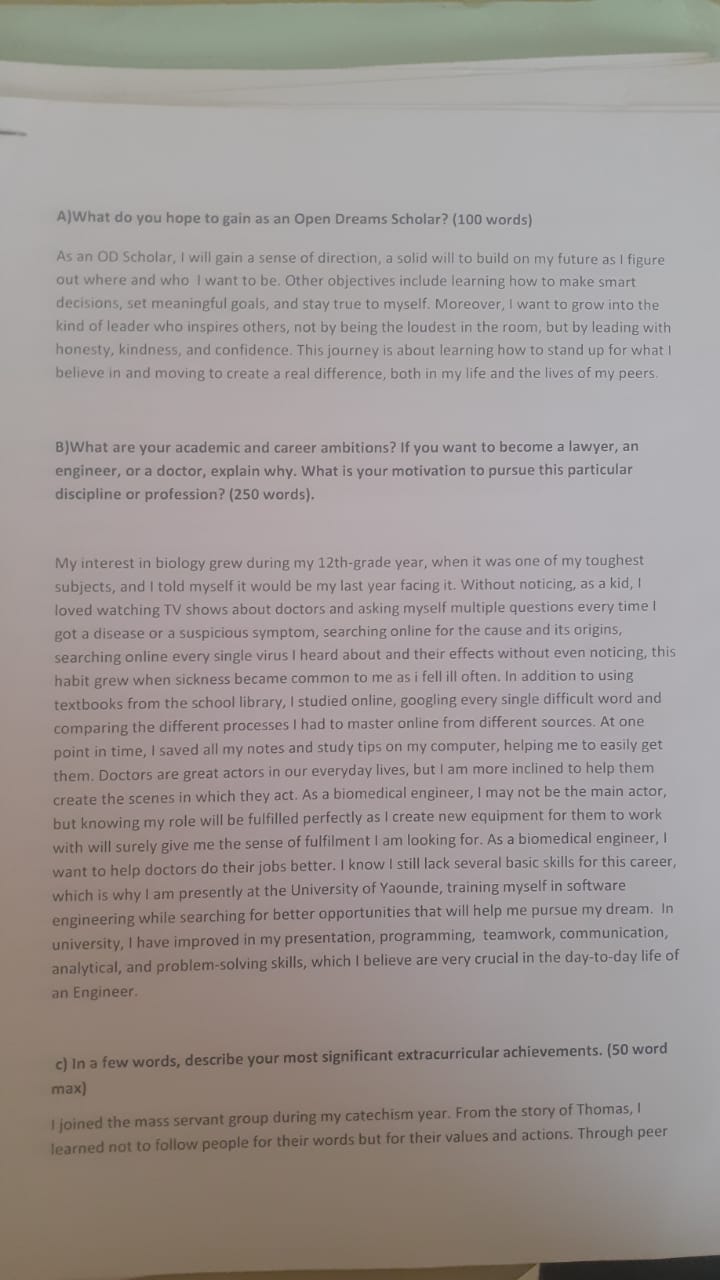 A)What do you hope to gain as an Open Dreams Scholar? (100 words)
As an OD Scholar, I will gain a sense of direction, a solid will to build on my future as I figure
out where and who I want to be. Other objectives include learning how to make smart
decisions, set meaningful goals, and stay true to myself. Moreover, I want to grow into the
kind of leader who inspires others, not by being the loudest in the room, but by leading with
honesty, kindness, and confidence. This journey is about learning how to stand up for what I
believe in and moving to create a real difference, both in my life and the lives of my peers.
B)What are your academic and career ambitions? If you want to become a lawyer, an
engineer, or a doctor, explain why. What is your motivation to pursue this particular
discipline or profession? (250 words).
My interest in biology grew during my 12th-grade year, when it was one of my toughest
subjects, and I told myself it would be my last year facing it. Without noticing, as a kid, I
loved watching TV shows about doctors and asking myself multiple questions every time I
got a disease or a suspicious symptom, searching online for the cause and its origins,
searching online every single virus I heard about and their effects without even noticing, this
habit grew when sickness became common to me as i fell ill often. In addition to using
textbooks from the school library, I studied online, googling every single difficult word and
comparing the different processes I had to master online from different sources. At one
point in time, I saved all my notes and study tips on my computer, helping me to easily get
them. Doctors are great actors in our everyday lives, but I am more inclined to help them
create the scenes in which they act. As a biomedical engineer, I may not be the main actor,
but knowing my role will be fulfilled perfectly as I create new equipment for them to work
with will surely give me the sense of fulfilment I am looking for. As a biomedical engineer, I
want to help doctors do their jobs better. I know I still lack several basic skills for this career,
which is why I am presently at the University of Yaounde, training myself in software
engineering while searching for better opportunities that will help me pursue my dream. In
university, I have improved in my presentation, programming, teamwork, communication,
analytical, and problem-solving skills, which I believe are very crucial in the day-to-day life of
an Engineer.
c) In a few words, describe your most significant extracurricular achievements. (50 word
max)
I joined the mass servant group during my catechism year. From the story of Thomas, I
learned not to follow people for their words but for their values and actions. Through peer